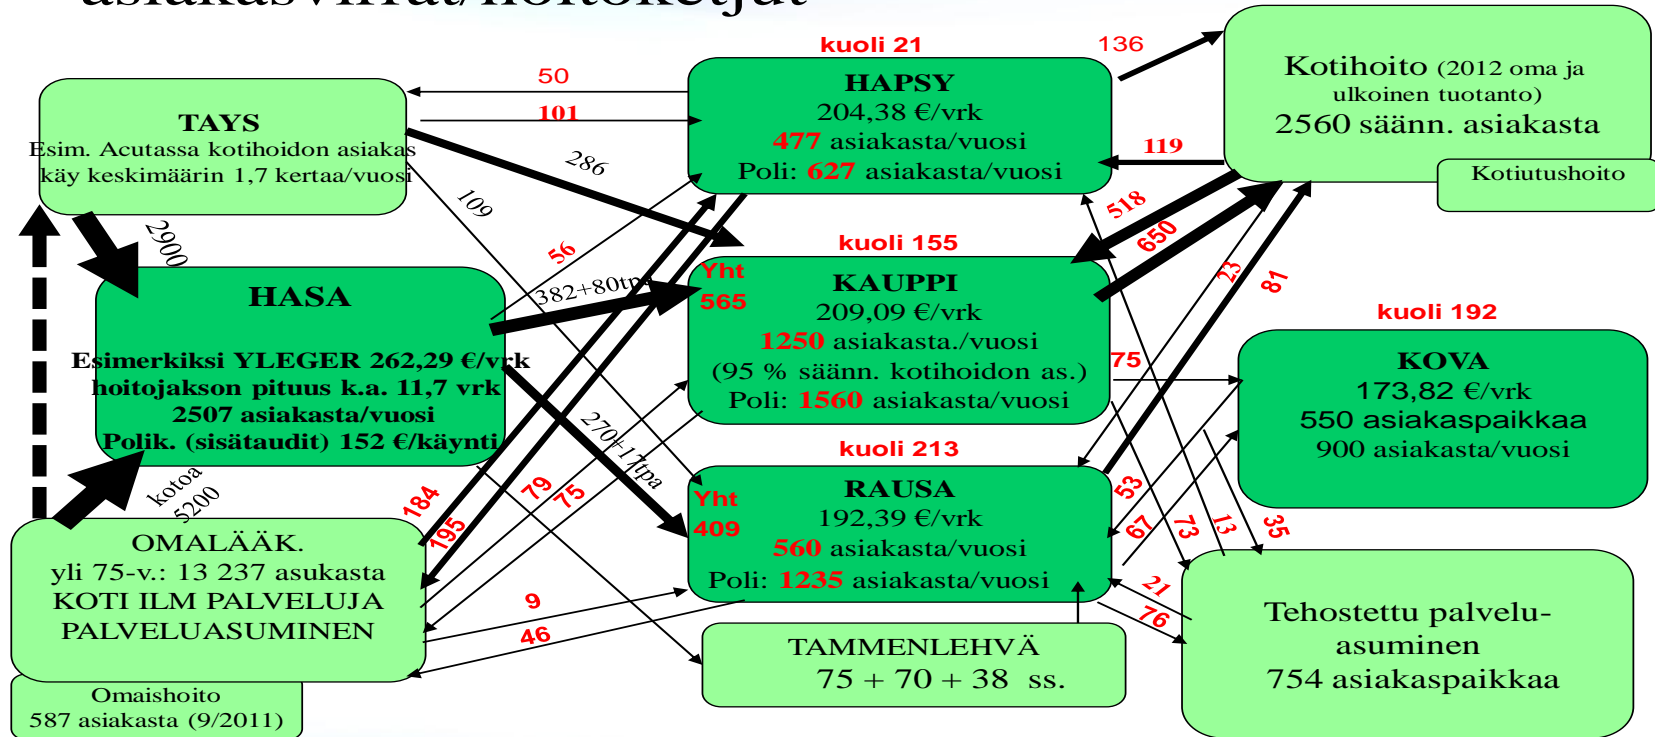 asiakasvirrat/hoitoketjut
kuoli 21
136
HAPSY
204,38 €/vrk
477 asiakasta/vuosi
Poli: 627 asiakasta/vuosi
Kotihoito (2012 oma ja
ulkoinen tuotanto)
2560 säänn. asiakasta
Kotiutushoito
50
101
TAYS
Esim. Acutassa kotihoidon asiakas
käy keskimäärin 1,7 kertaa/vuosi
286
109
119
518
650
23
81
2900
56
382+80tpa
kuoli 155
Yht
565
KAUPPI
209,09 €/vrk
1250 asiakasta./vuosi
(95 % säänn. kotihoidon as.)
Poli: 1560 asiakasta/vuosi
HASA
Esimerkiksi YLEGER 262,29 €/vrk
hoitojakson pituus k.a. 11,7 vrk
2507 asiakasta/vuosi
Polik. (sisätaudit) 152 €/käynti
75
kuoli 192
KOVA
173,82 €/vrk
550 asiakaspaikkaa
900 asiakasta/vuosi
270+17tpa
kotoa
5200
184
195
79
75
kuoli 213
Yht
409
RAUSA
192,39 €/vrk
560 asiakasta/vuosi
Poli: 1235 asiakasta/vuosi
53
67
73
13
35
21
76
OMALÄÄK.
yli 75-v.: 13 237 asukasta
KOTI ILM PALVELUJA
PALVELUASUMINEN
9
46
Omaishoito
587 asiakasta (9/2011)
TAMMENLEHVÄ
75 + 70 + 38 ss.
Tehostettu palvelu-
asuminen
754 asiakaspaikkaa